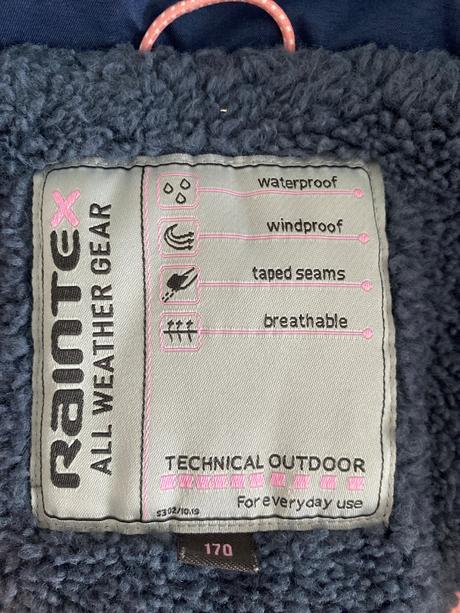 RAINTEX
ALL WEATHER GEAR
waterproof
windproof
taped seams
breathable
TECHNICAL OUTDOOR
For everyday use
S302/10.19
170